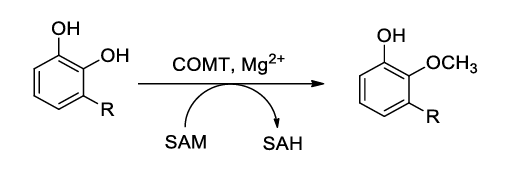 OH
OH
R
COMT, Mg²⁺
SAM
SAH
OH
OCH₃
R